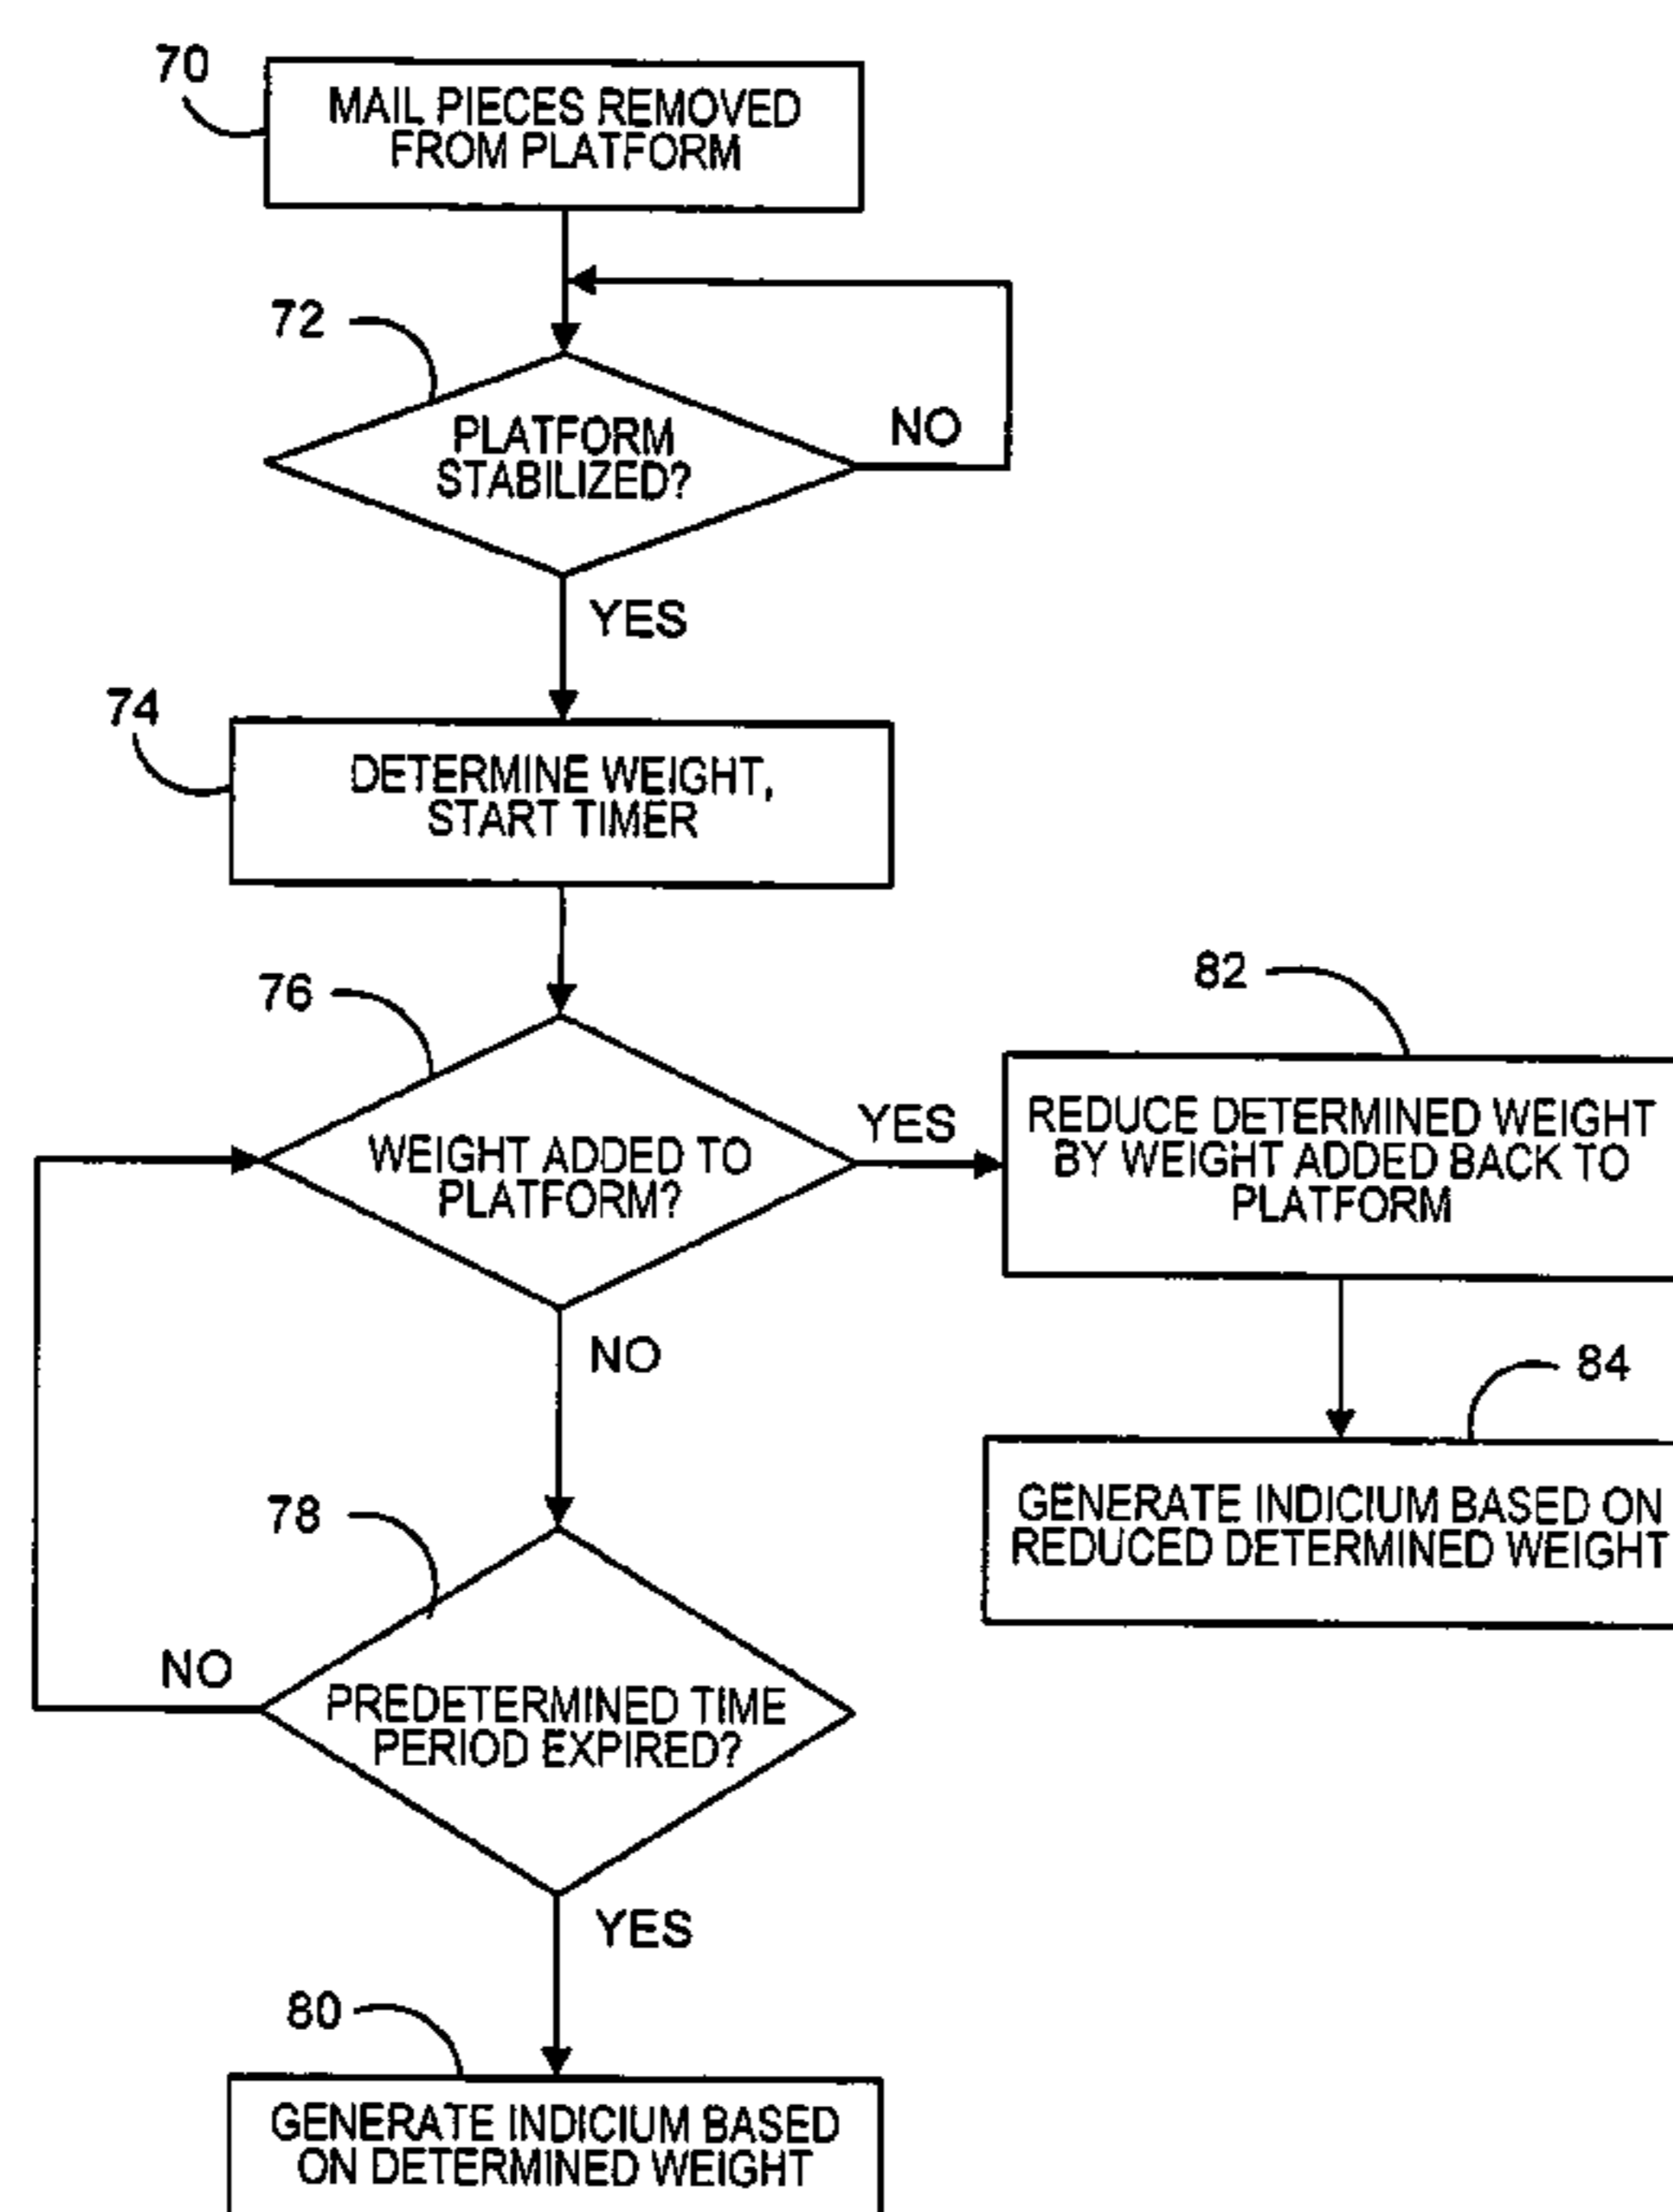 70
MAIL PIECES REMOVED
FROM PLATFORM
72
PLATFORM
STABILIZED?
NO
YES
74
DETERMINE WEIGHT,
START TIMER
76
WEIGHT ADDED TO
PLATFORM?
YES
82
REDUCE DETERMINED WEIGHT
BY WEIGHT ADDED BACK TO
PLATFORM
NO
84
GENERATE INDICIUM BASED ON
REDUCED DETERMINED WEIGHT
78
NO
PREDETERMINED TIME
PERIOD EXPIRED?
YES
80
GENERATE INDICIUM BASED
ON DETERMINED WEIGHT